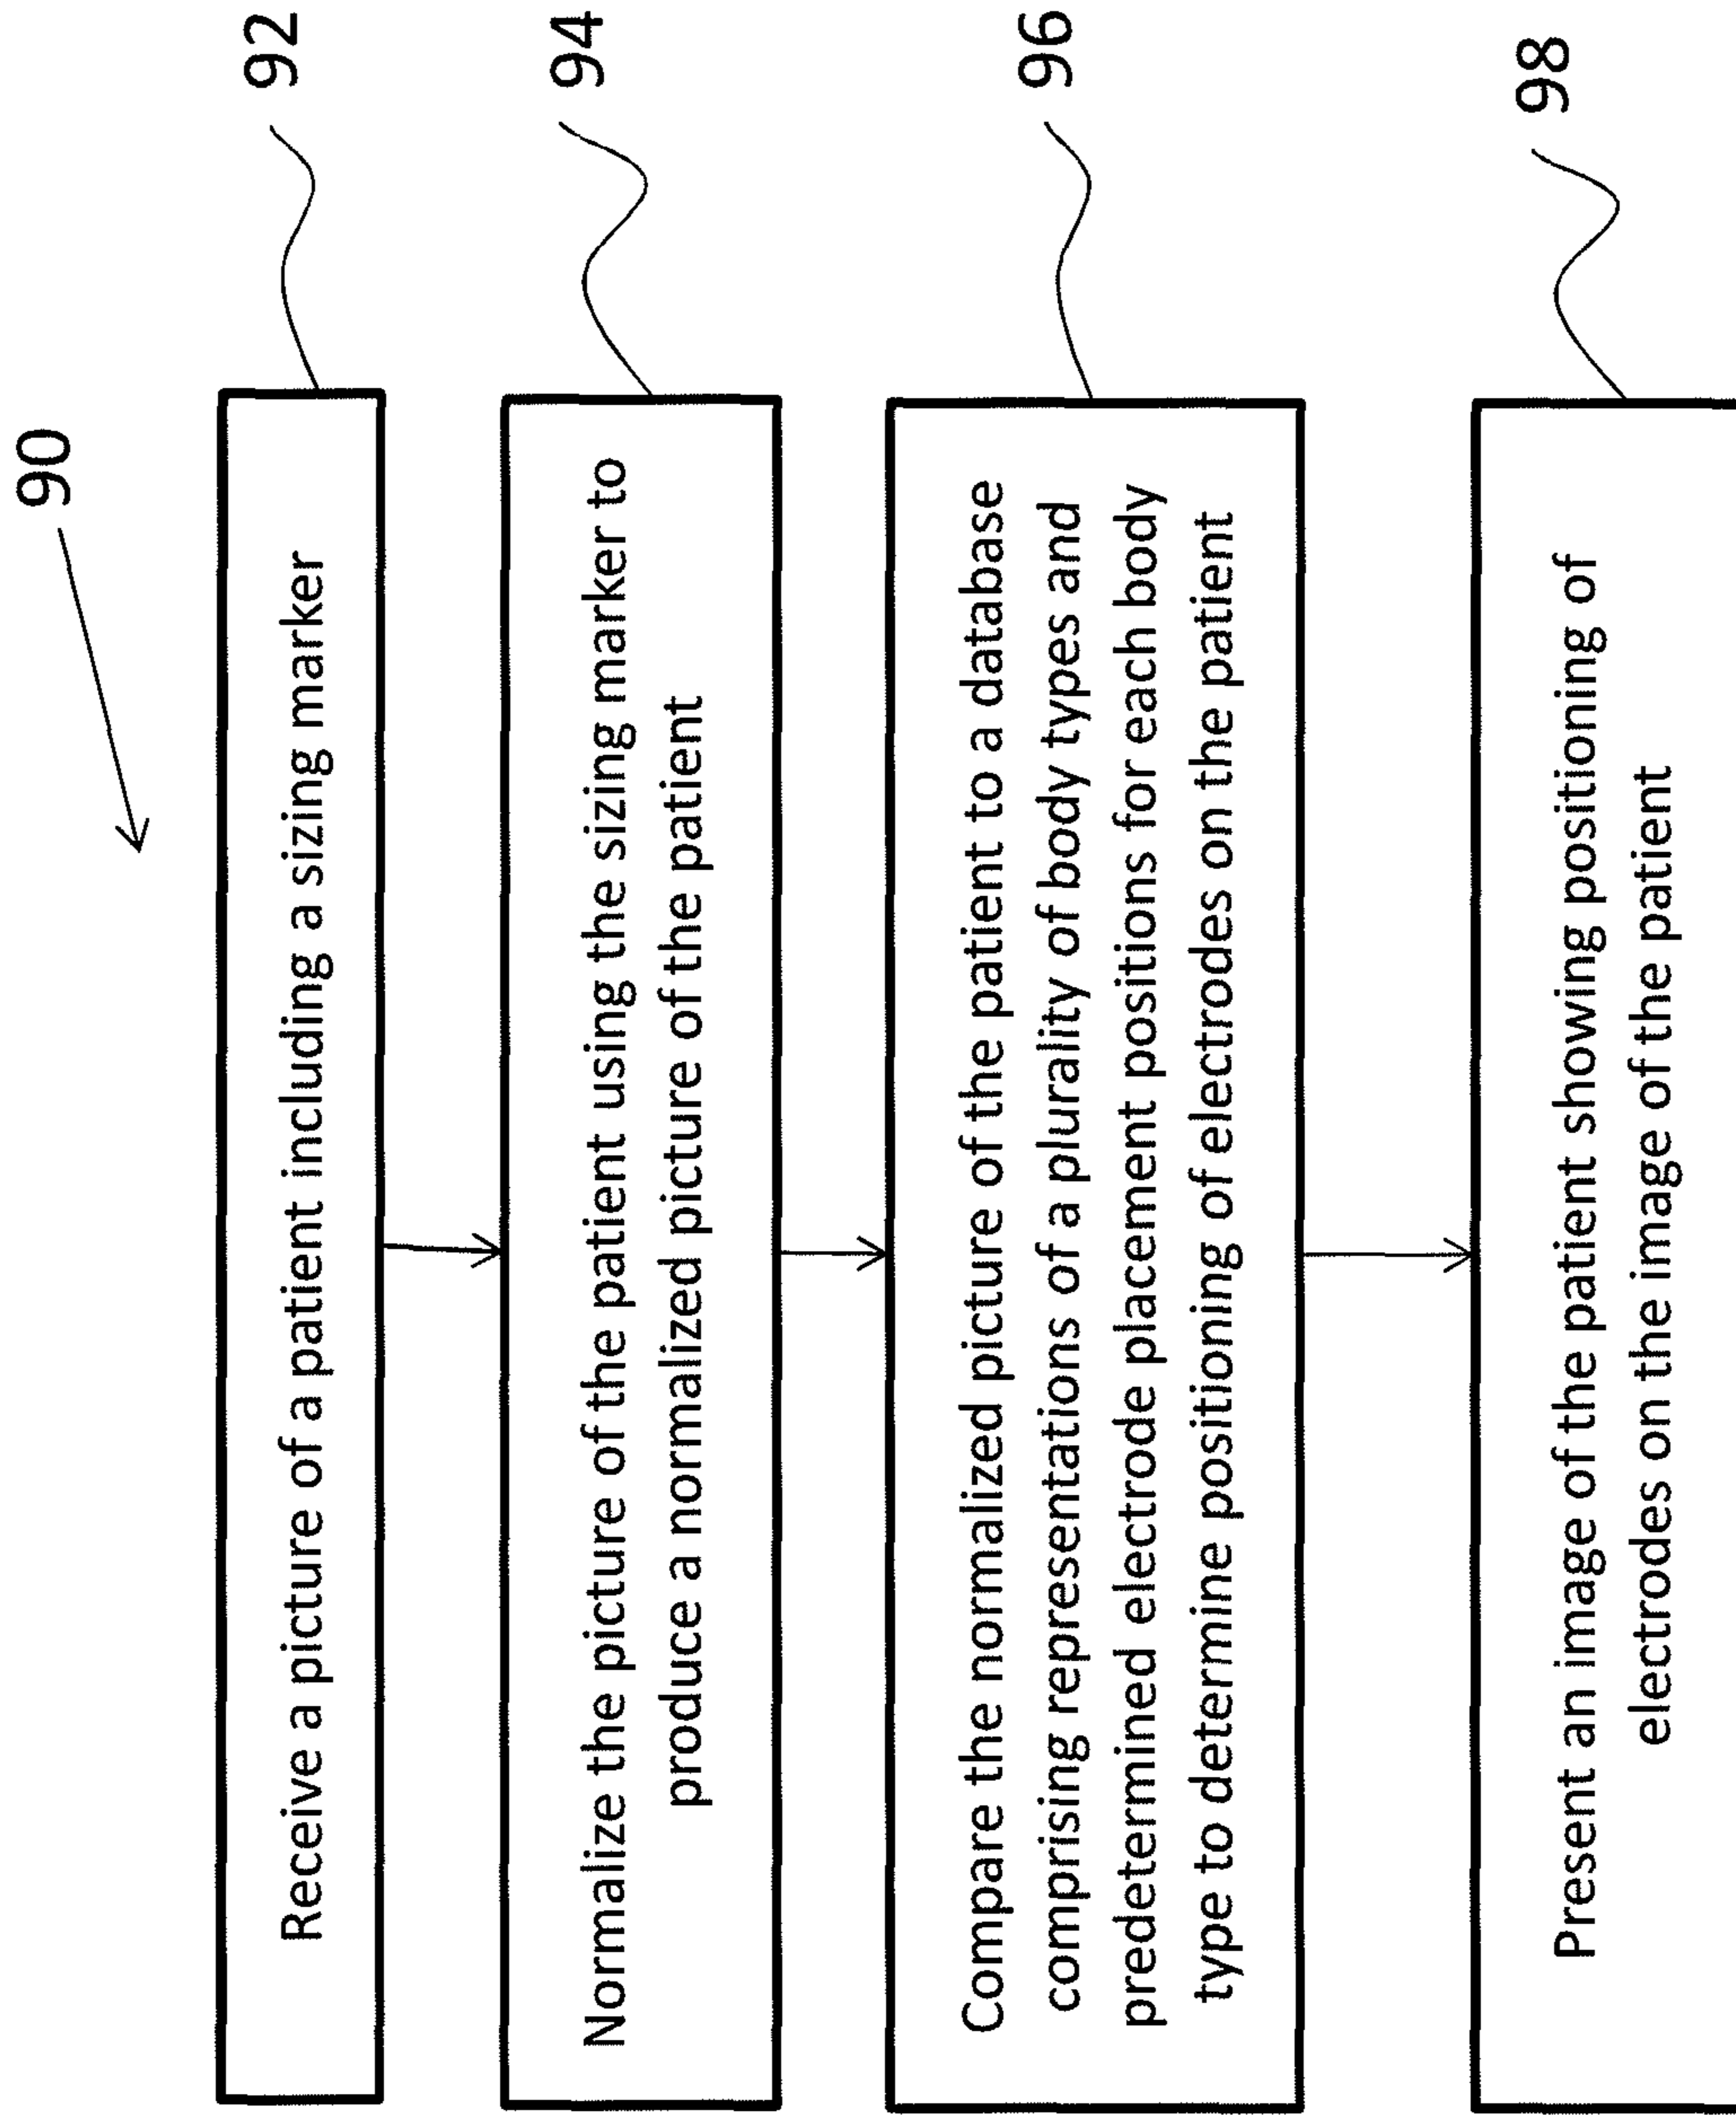 90
Receive a picture of a patient including a sizing marker
92
Normalize the picture of the patient using the sizing marker to
produce a normalized picture of the patient
94
Compare the normalized picture of the patient to a database
comprising representations of a plurality of body types and
predetermined electrode placement positions for each body
type to determine positioning of electrodes on the patient
96
Present an image of the patient showing positioning of
electrodes on the image of the patient
98